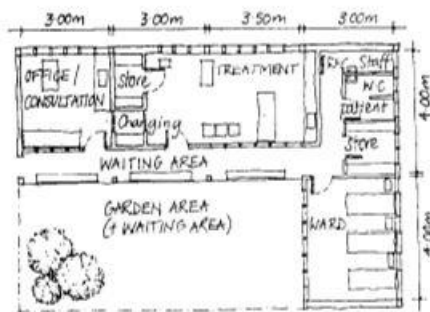 3·00m 3·00m 3·50m 3·00m
OFFICE/
CONSULTATION
Store
TREATMENT
Changing
Staff
W.C
patient
Store
4·00m
WAITING AREA
GARDEN AREA
(+ WAITING AREA)
WARD
4·00m